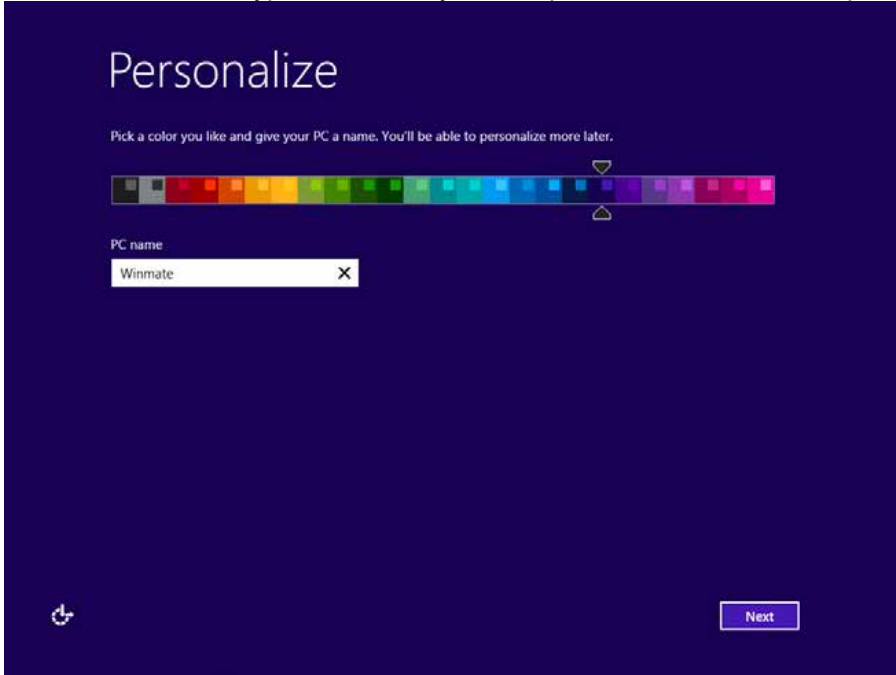 Personalize
Pick a color you like and give your PC a name. You'll be able to personalize more later.
PC name
Winmate
Next